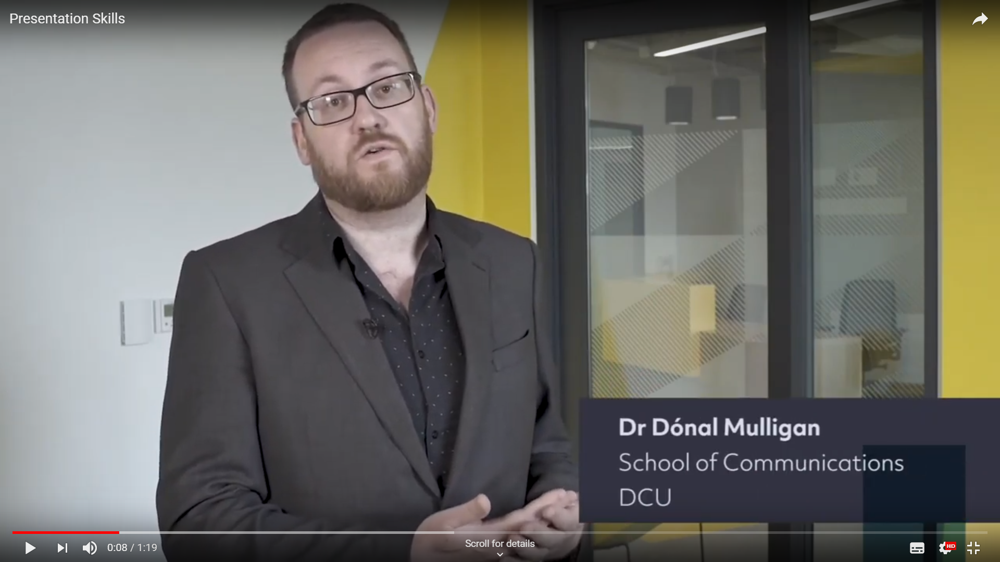 Presentation Skills
Dr Dónal Mulligan
School of Communications
DCU
0:08 / 1:19
Scroll for details
HD